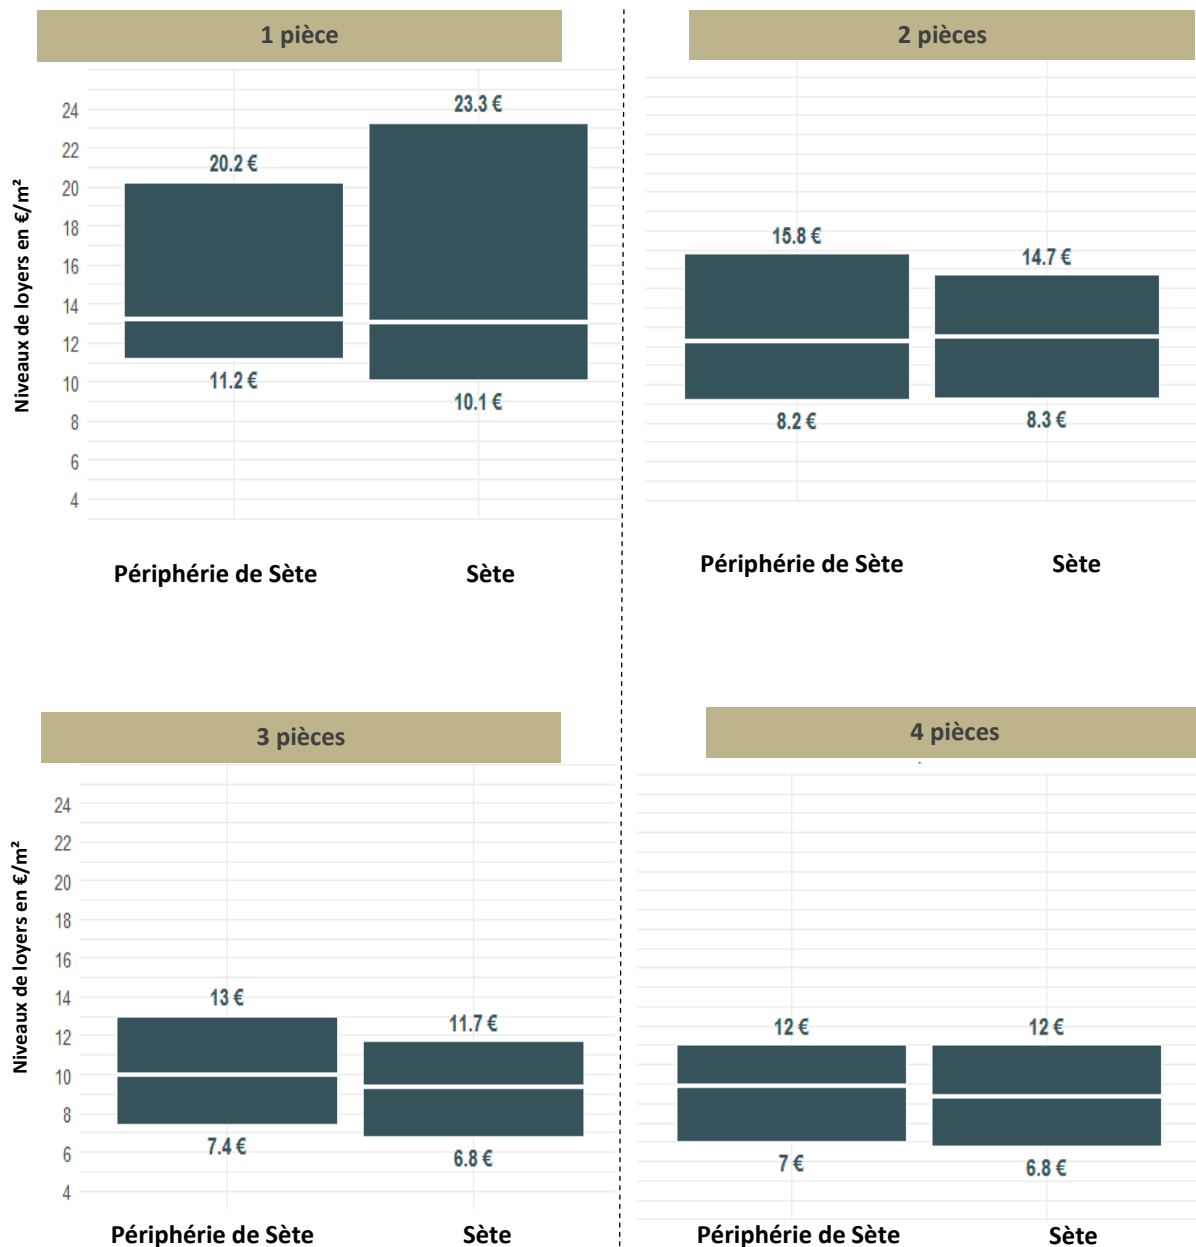 1 pièce
2 pièces
Niveaux de loyers en €/m²
24
22
20
18
16
14
12
10
8
6
4
20.2 €
11.2 €
23.3 €
10.1 €
15.8 €
8.2 €
14.7 €
8.3 €
Périphérie de Sète
Sète
Périphérie de Sète
Sète
3 pièces
4 pièces
Niveaux de loyers en €/m²
24
22
20
18
16
14
12
10
8
6
4
13 €
7.4 €
11.7 €
6.8 €
12 €
7 €
12 €
6.8 €
Périphérie de Sète
Sète
Périphérie de Sète
Sète